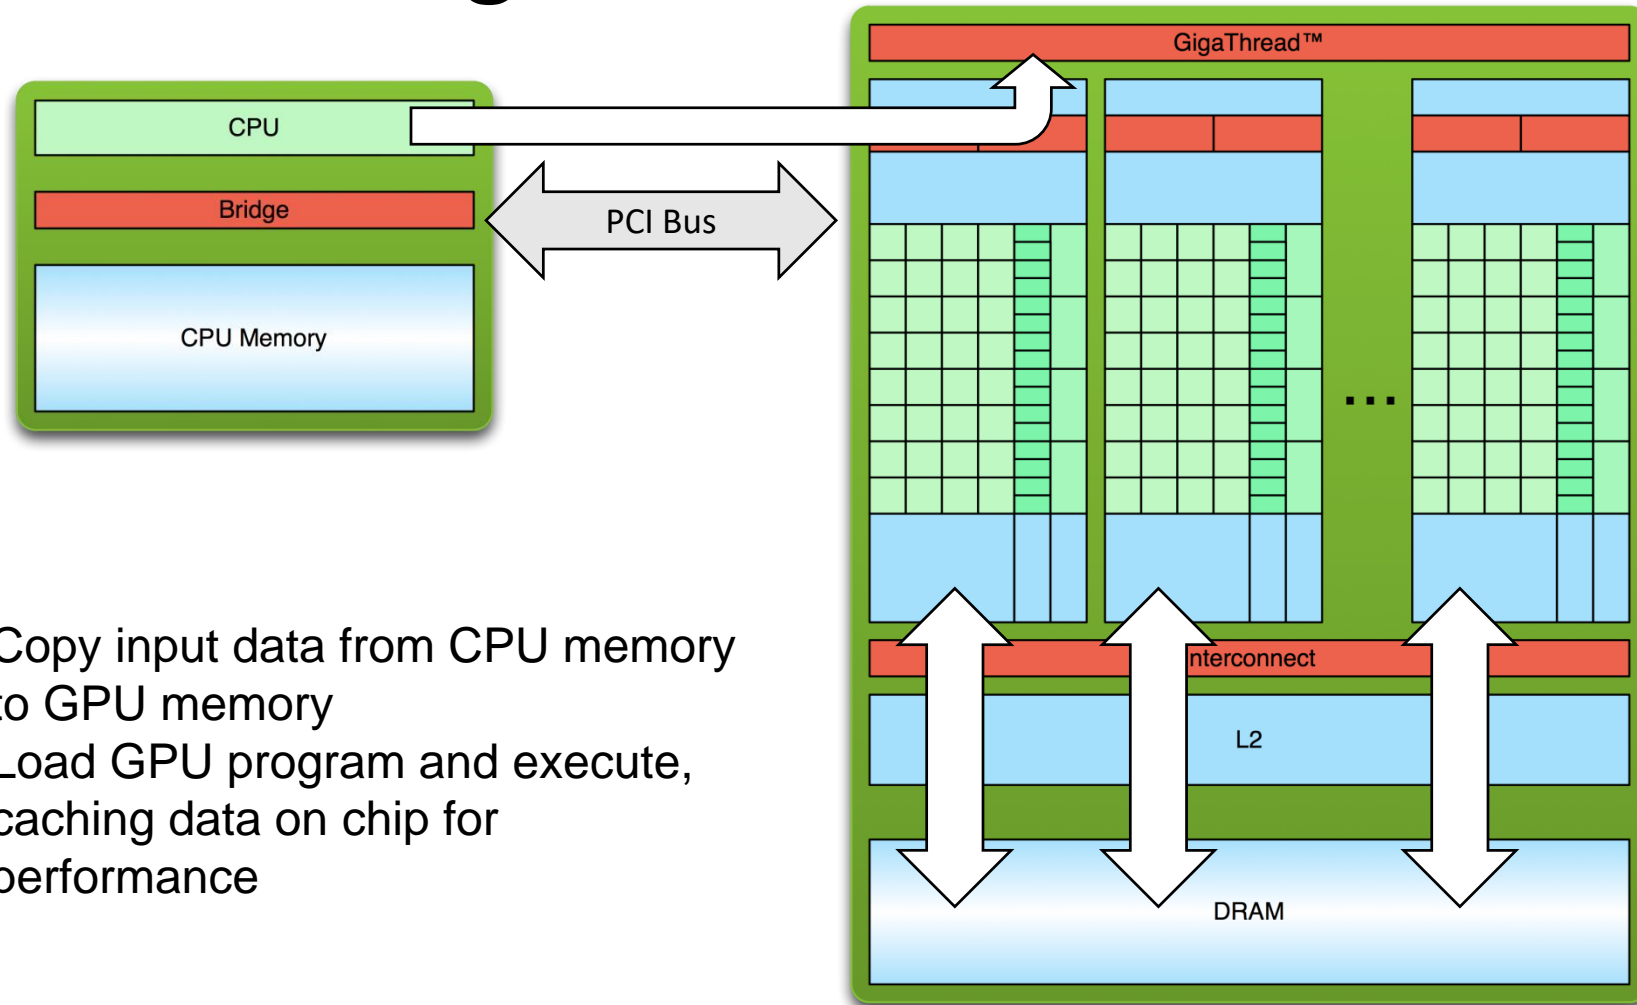 GigaThread™
CPU
Bridge
PCI Bus
CPU Memory
...
Copy input data from CPU memory
to GPU memory
Load GPU program and execute,
caching data on chip for
performance
nterconnect
L2
DRAM